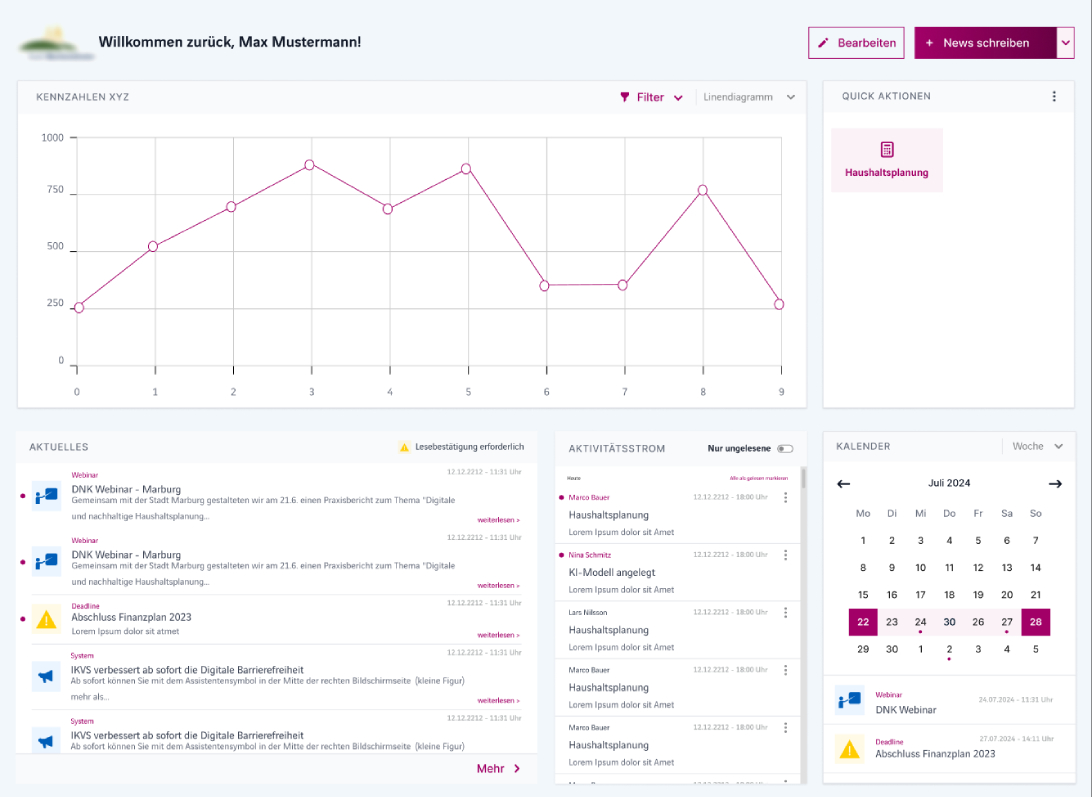 Willkommen zurück, Max Mustermann!
Bearbeiten
+ News schreiben
KENNZAHLEN XYZ
Filter
Linendiagramm
1000
750
500
250
0
0 1 2 3 4 5 6 7 8 9
QUICK AKTIONEN
Haushaltsplanung
AKTUELLES
Lesebestätigung erforderlich
Webinar
12.12.2212 - 11:31 Uhr
DNK Webinar - Marburg
Gemeinsam mit der Stadt Marburg gestalteten wir am 21.6. einen Praxisbericht zum Thema "Digitale
und nachhaltige Haushaltsplanung...
weiterlesen >
Webinar
12.12.2212 - 11:31 Uhr
DNK Webinar - Marburg
Gemeinsam mit der Stadt Marburg gestalteten wir am 21.6. einen Praxisbericht zum Thema "Digitale
und nachhaltige Haushaltsplanung...
weiterlesen >
Deadline
12.12.2212 - 11:31 Uhr
Abschluss Finanzplan 2023
Lorem Ipsum dolor sit atmet
weiterlesen >
System
12.12.2212 - 11:31 Uhr
IKVS verbessert ab sofort die Digitale Barrierefreiheit
Ab sofort können Sie mit dem Assistentensymbol in der Mitte der rechten Bildschirmseite (kleine Figur)
mehr als...
weiterlesen >
System
12.12.2212 - 11:31 Uhr
IKVS verbessert ab sofort die Digitale Barrierefreiheit
Ab sofort können Sie mit dem Assistentensymbol in der Mitte der rechten Bildschirmseite (kleine Figur)
Mehr
AKTIVITÄTSSTROM
Nur ungelesene
Heute
Alle als gelesen markieren
Marco Bauer
12.12.2212 - 18:00 Uhr
Haushaltsplanung
Lorem Ipsum dolor sit Amet
Nina Schmitz
12.12.2212 - 18:00 Uhr
KI-Modell angelegt
Lorem Ipsum dolor sit Amet
Lars Nillsson
12.12.2212 - 18:00 Uhr
Haushaltsplanung
Lorem Ipsum dolor sit Amet
Marco Bauer
12.12.2212 - 18:00 Uhr
Haushaltsplanung
Lorem Ipsum dolor sit Amet
Marco Bauer
12.12.2212 - 18:00 Uhr
Haushaltsplanung
Lorem Ipsum dolor sit Amet
KALENDER
Woche
Juli 2024
Mo Di Mi Do Fr Sa So
1 2 3 4 5 6 7
8 9 10 11 12 13 14
15 16 17 18 19 20 21
22 23 24 30 26 27 28
29 30 1 2 3 4 5
Webinar
24.07.2024 - 11:31 Uhr
DNK Webinar
Deadline
27.07.2024 - 14:11 Uhr
Abschluss Finanzplan 2023